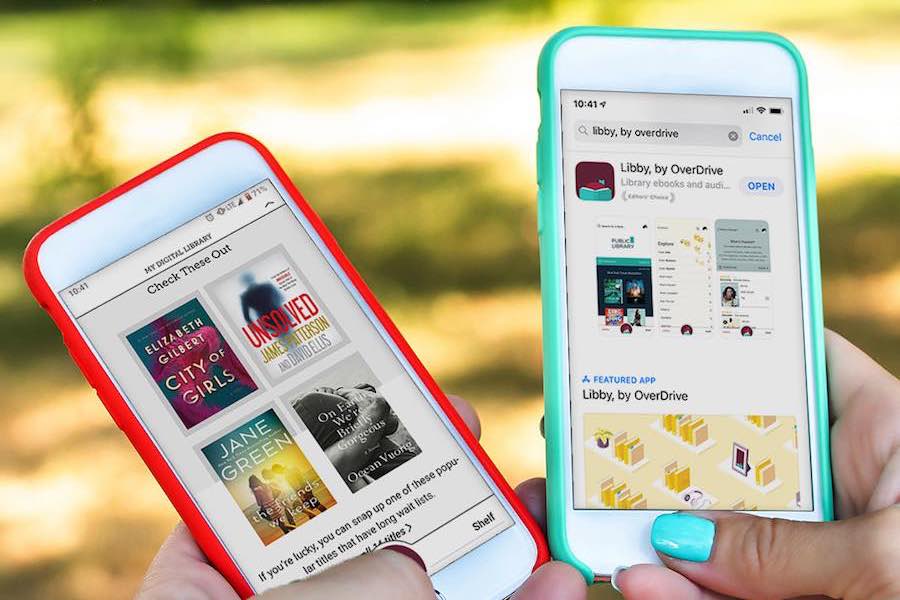 10:41
71%
LTE
MY DIGITAL LIBRARY
Check These Out
ELIZABETH
GILBERT
CITY OF
GIRLS
UNSOLVED
JAMES PATTERSON
AND DAVID ELLIS
JANE
GREEN
the friends
we keep
On Earth
We're
Briefly
Gorgeous
Ocean Vuong
If you're lucky, you can snap up one of these popu-
lar titles that have long wait lists.
titles >
Shelf
10:41
libby, by overdrive
Cancel
Libby, by OverDrive
Library ebooks and audi...
Editors' Choice
OPEN
PUBLIC
LIBRARY
Explore
FEATURED APP
Libby, by OverDrive